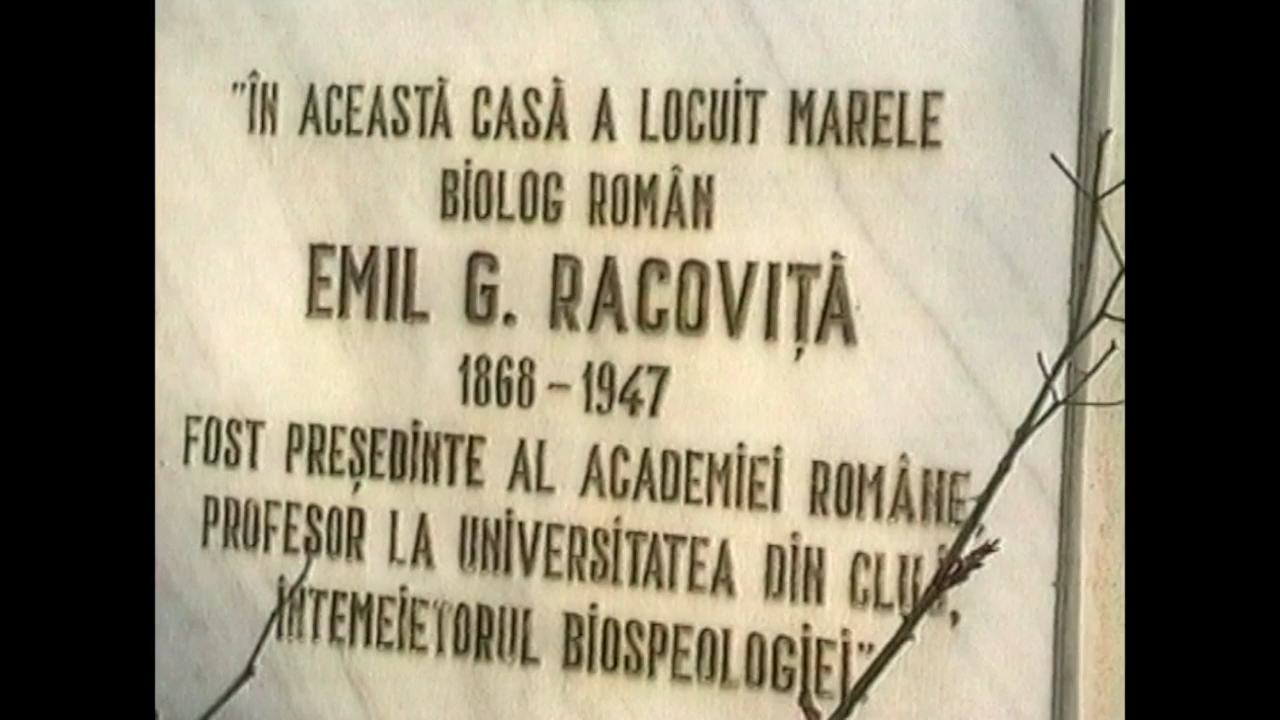 "ÎN ACEASTĂ CASĂ A LOCUIT MARELE
BIOLOG ROMÂN
EMIL G. RACOVIȚĂ
1868 - 1947
FOST PREȘEDINTE AL ACADEMIEI ROMÂNE,
PROFESOR LA UNIVERSITATEA DIN CLUJ,
ÎNTEMEIETORUL BIOSPEOLOGIEI"